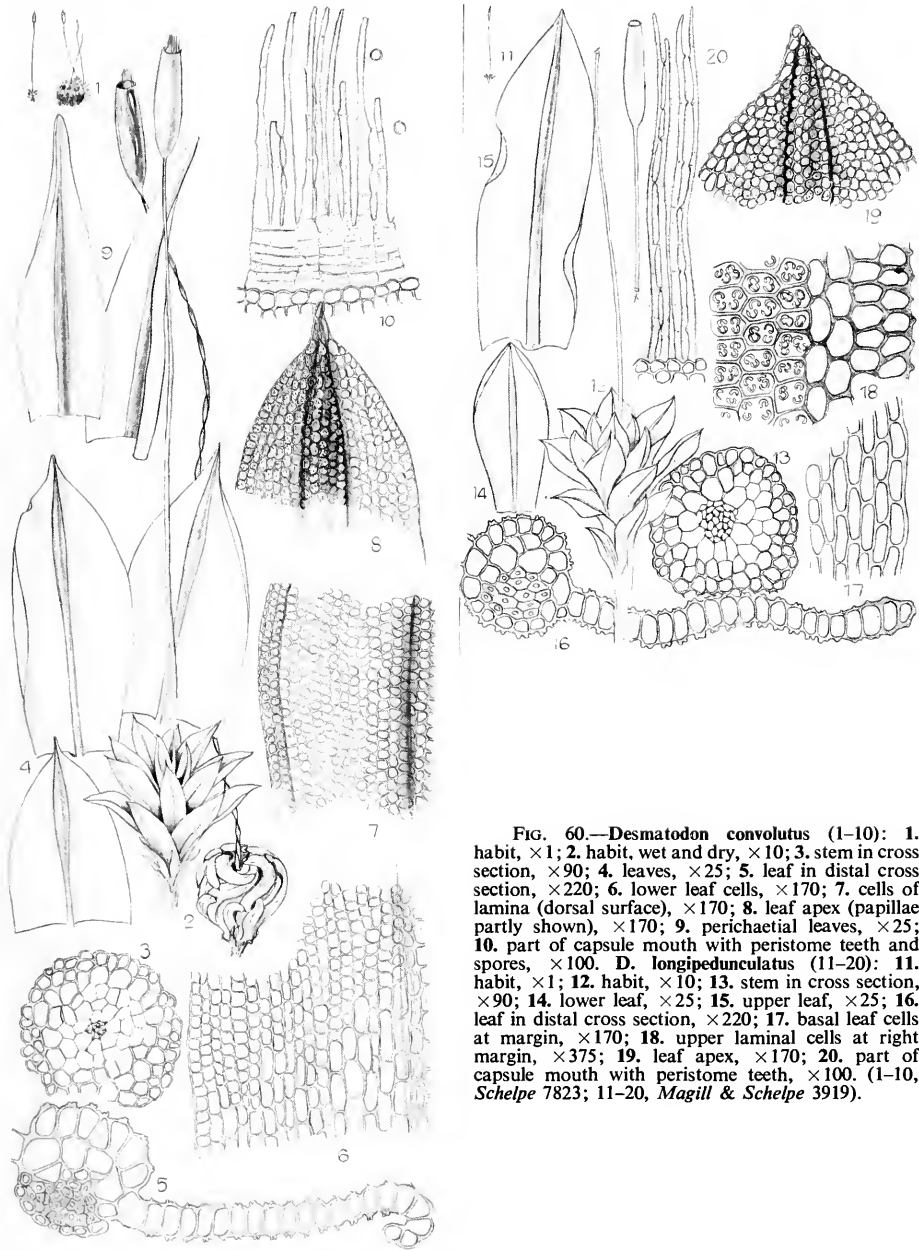 1
9
10
8
4
7
2
3
6
5
11
20
15
19
18
14
13
17
16
FIG. 60.—Desmatodon convolutus (1–10): 1.
habit, ×1; 2. habit, wet and dry, ×10; 3. stem in cross
section, ×90; 4. leaves, ×25; 5. leaf in distal cross
section, ×220; 6. lower leaf cells, ×170; 7. cells of
lamina (dorsal surface), ×170; 8. leaf apex (papillae
partly shown), ×170; 9. perichaetial leaves, ×25;
10. part of capsule mouth with peristome teeth and
spores, ×100. D. longipedunculatus (11–20): 11.
habit, ×1; 12. habit, ×10; 13. stem in cross section,
×90; 14. lower leaf, ×25; 15. upper leaf, ×25; 16.
leaf in distal cross section, ×220; 17. basal leaf cells
at margin, ×170; 18. upper laminal cells at right
margin, ×375; 19. leaf apex, ×170; 20. part of
capsule mouth with peristome teeth, ×100. (1–10,
Schelpe 7823; 11–20, Magill & Schelpe 3919).